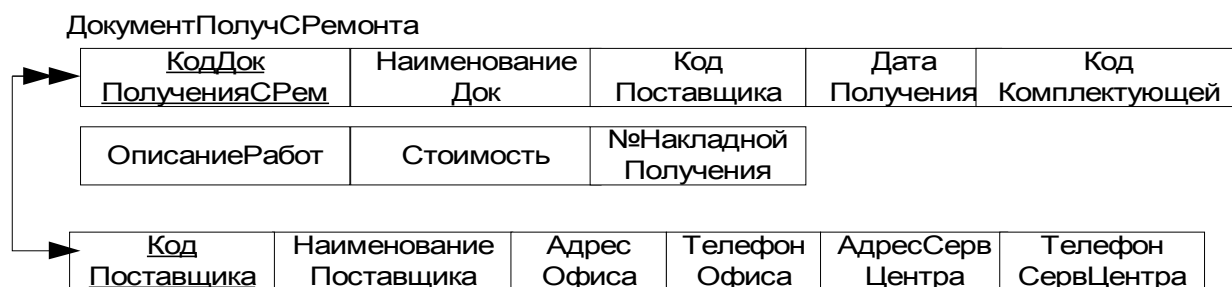 ДокументПолучСРемонта
КодДок Наименование Код Дата Код
ПолученияСРем Док Поставщика Получения Комплектующей
ОписаниеРабот Стоимость №Накладной
Получения
Код Наименование Адрес Телефон АдресСерв Телефон
Поставщика Поставщика Офиса Офиса Центра СервЦентра